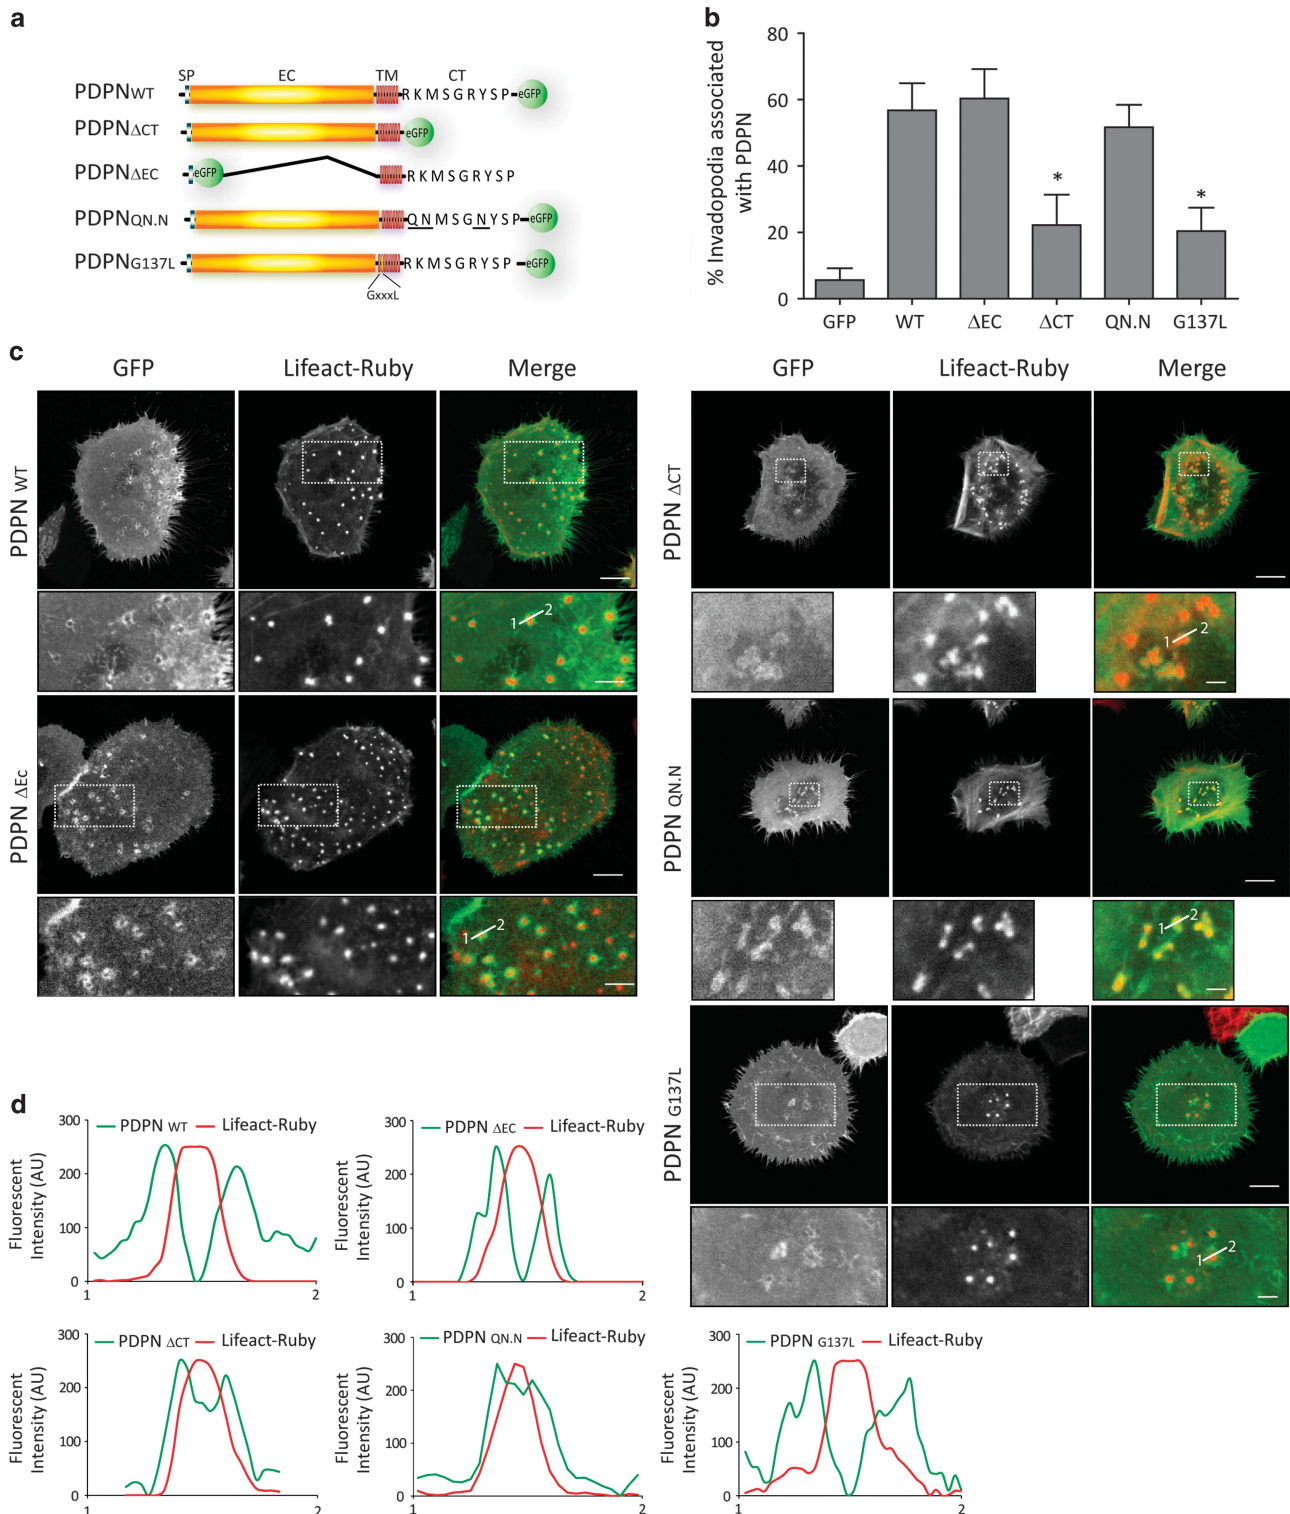 a
SP EC TM CT
PDPNWT RKMSGRYSP eGFP
PDPNΔCT eGFP
PDPNΔEC eGFP RKMSGRYSP
PDPNQN.N QNMSGNYSP eGFP
PDPNG137L RKMSGRYSP eGFP
GxxxL
b
% Invadopodia associated
with PDPN
80
60
40
20
0
* *
GFP WT ΔEC ΔCT QN.N G137L
c
GFP Lifeact-Ruby Merge
PDPN WT
1 2
PDPN ΔEc
1 2
GFP Lifeact-Ruby Merge
PDPN ΔCT
1 2
PDPN QN.N
1 2
PDPN G137L
1 2
d
PDPN WT Lifeact-Ruby
Fluorescent
Intensity (AU)
300
200
100
0
1 2
PDPN ΔEC Lifeact-Ruby
Fluorescent
Intensity (AU)
300
200
100
0
1 2
PDPN ΔCT Lifeact-Ruby
Fluorescent
Intensity (AU)
300
200
100
0
1 2
PDPN QN.N Lifeact-Ruby
Fluorescent
Intensity (AU)
300
200
100
0
1 2
PDPN G137L Lifeact-Ruby
Fluorescent
Intensity (AU)
300
200
100
0
1 2